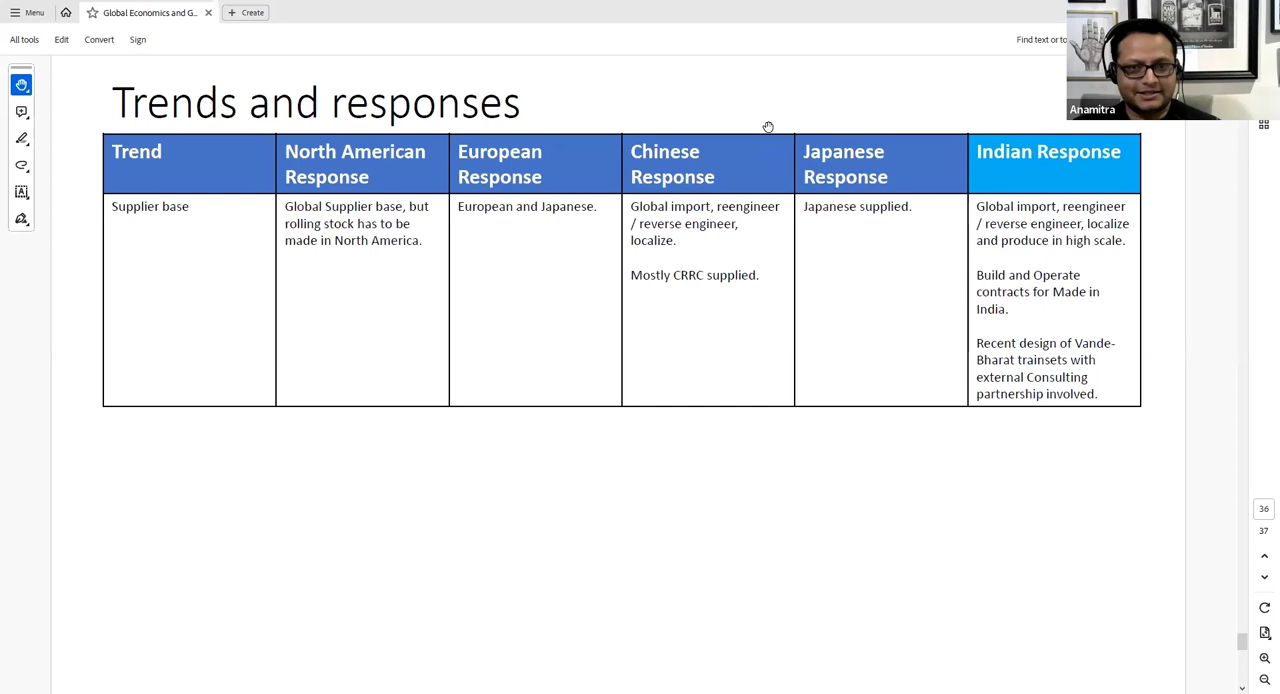 Menu
Global Economics and G...
Create
All tools
Edit
Convert
Sign
Find text or to
Anamitra
Trends and responses
Trend
North American
Response
European
Response
Chinese
Response
Japanese
Response
Indian Response
Supplier base
Global Supplier base, but
rolling stock has to be
made in North America.
European and Japanese.
Global import, reengineer
/ reverse engineer,
localize.
Mostly CRRC supplied.
Japanese supplied.
Global import, reengineer
/ reverse engineer, localize
and produce in high scale.
Build and Operate
contracts for Made in
India.
Recent design of Vande-
Bharat trainsets with
external Consulting
partnership involved.
36
37